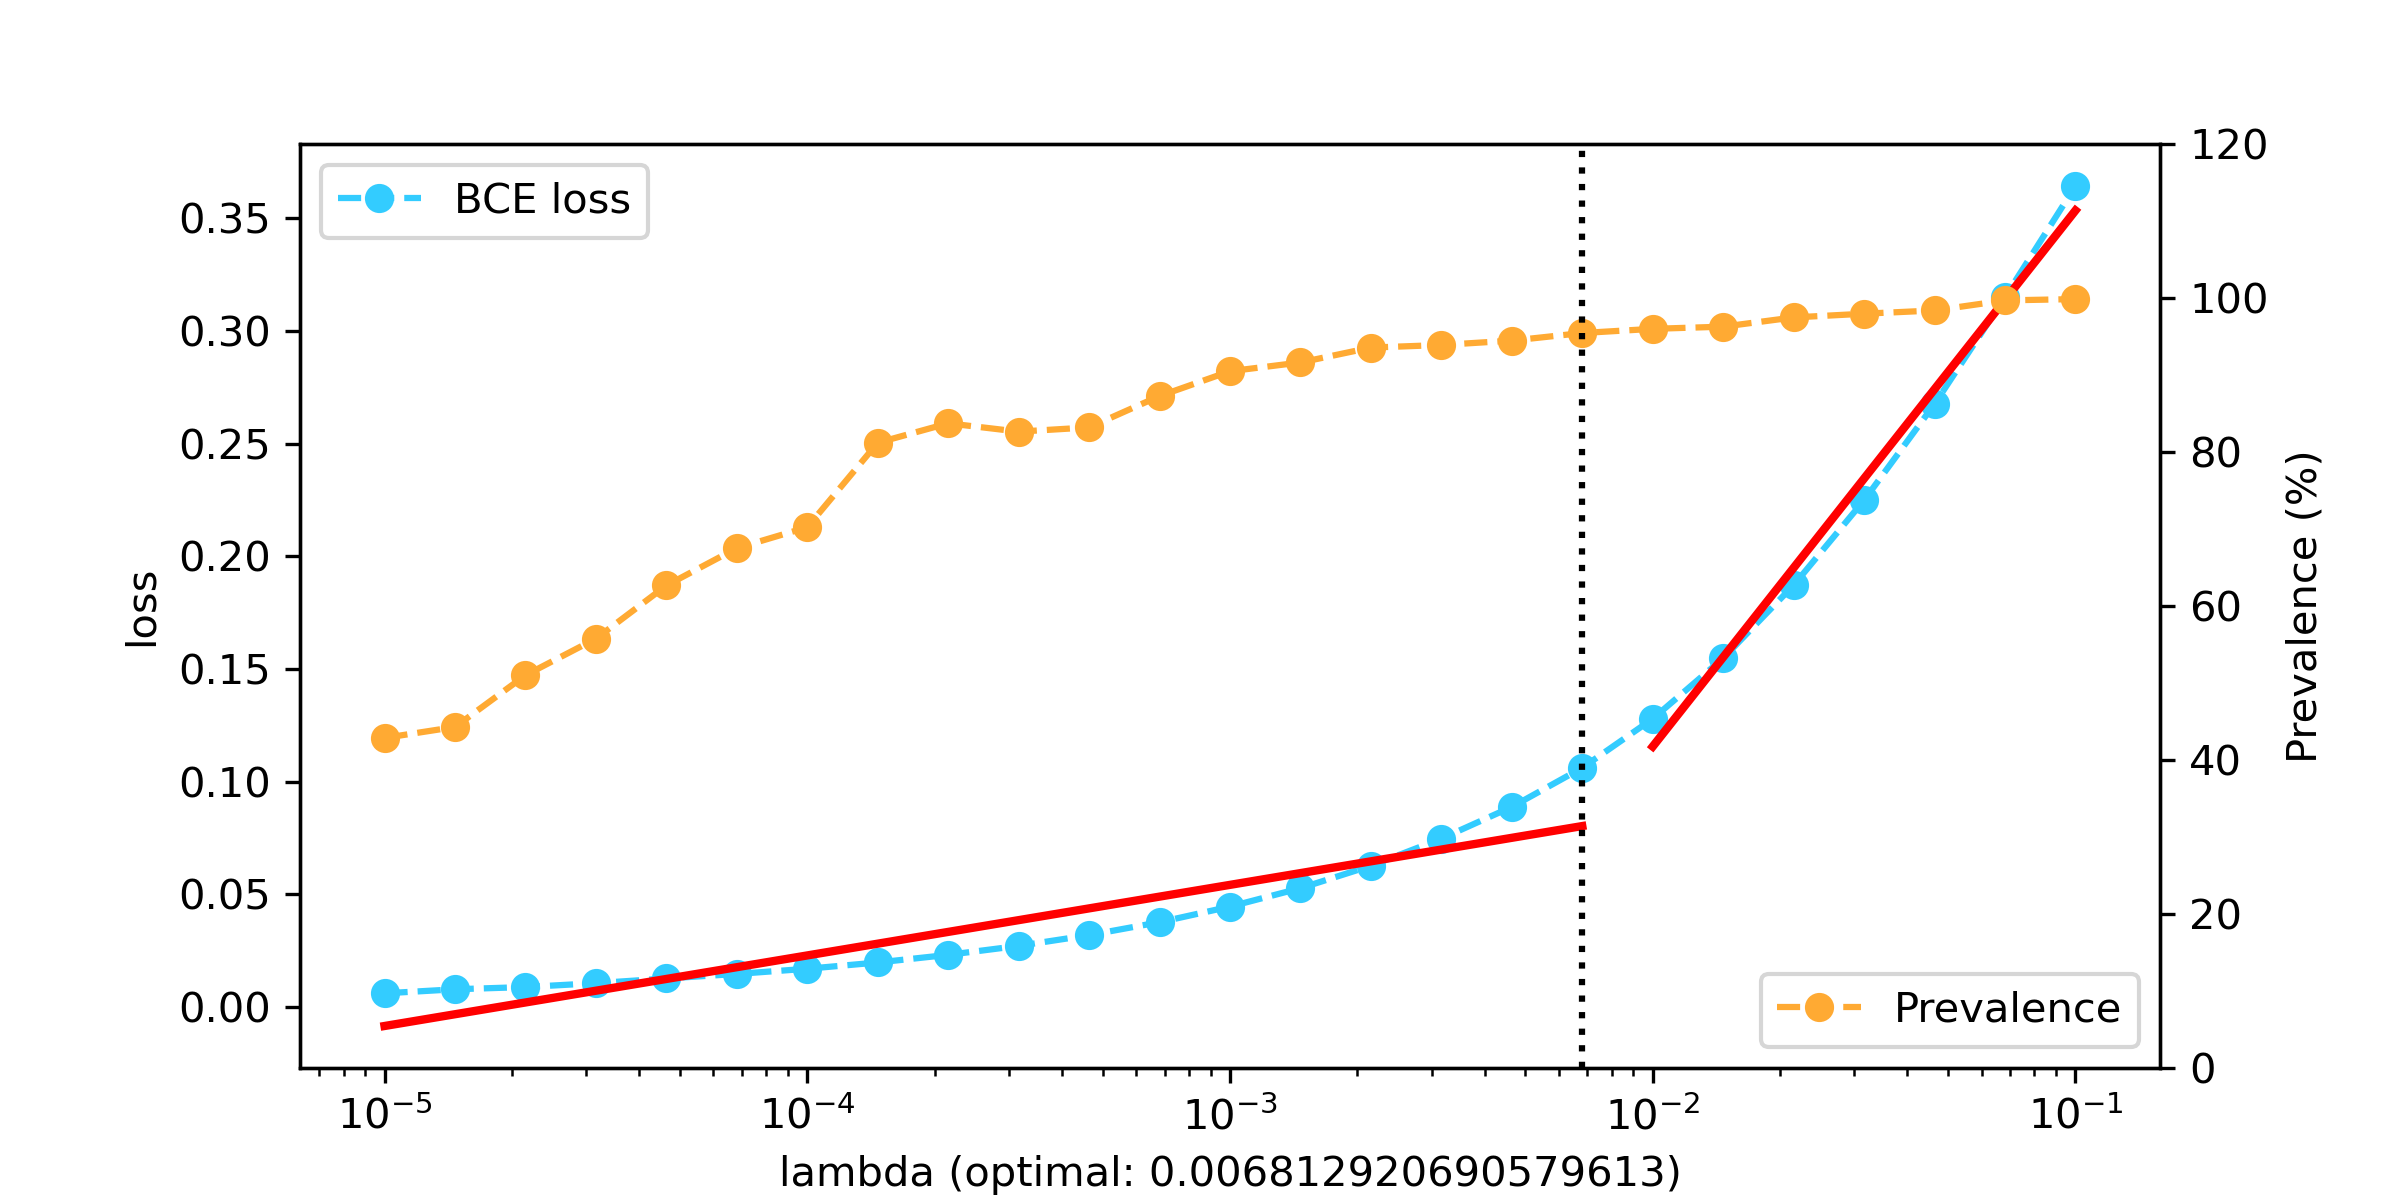 BCE loss
Prevalence
loss
0.35
0.30
0.25
0.20
0.15
0.10
0.05
0.00
120
100
80
60
40
20
0
Prevalence (%)
10⁻⁵ 10⁻⁴ 10⁻³ 10⁻² 10⁻¹
lambda (optimal: 0.006812920690579613)